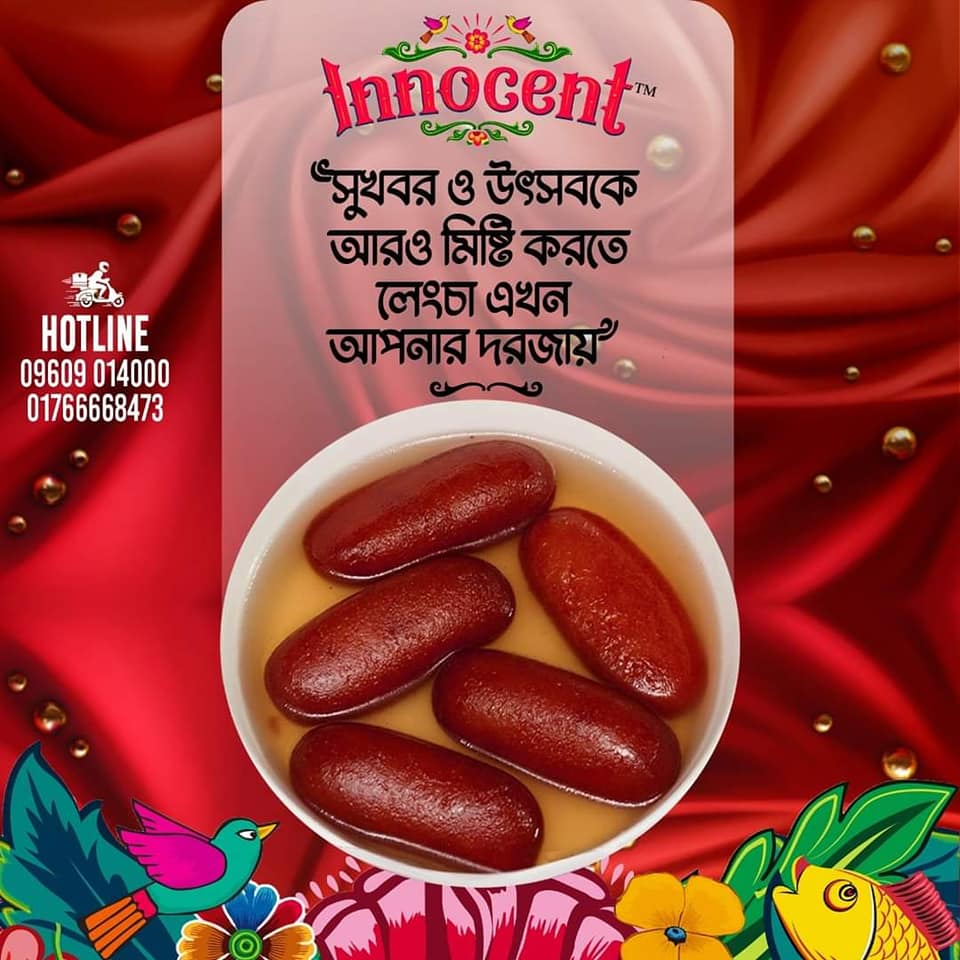 Innocent™
“সুখবর ও উৎসবকে
আরও মিষ্টি করতে
লেংচা এখন
আপনার দরজায়”
HOTLINE
09609 014000
01766668473